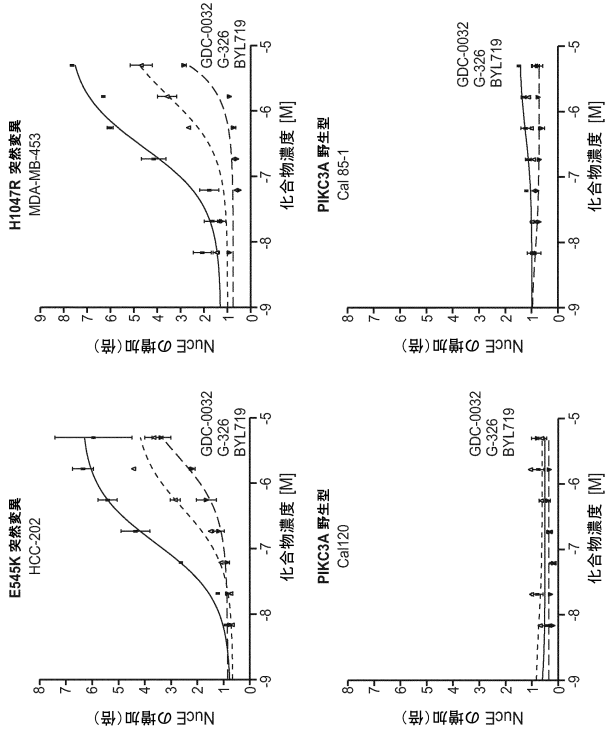 E545K 突然変異
HCC-202
NucE の増加(倍)
8
7
6
5
4
3
2
1
0
-9
-8
-7
-6
-5
化合物濃度 [M]
GDC-0032
G-326
BYL719
H1047R 突然変異
MDA-MB-453
NucE の増加(倍)
9
8
7
6
5
4
3
2
1
0
-9
-8
-7
-6
-5
化合物濃度 [M]
GDC-0032
G-326
BYL719
PIKC3A 野生型
Cal120
NucE の増加(倍)
8
7
6
5
4
3
2
1
0
-9
-8
-7
-6
-5
化合物濃度 [M]
GDC-0032
G-326
BYL719
PIKC3A 野生型
Cal 85-1
NucE の増加(倍)
8
7
6
5
4
3
2
1
0
-9
-8
-7
-6
-5
化合物濃度 [M]
GDC-0032
G-326
BYL719